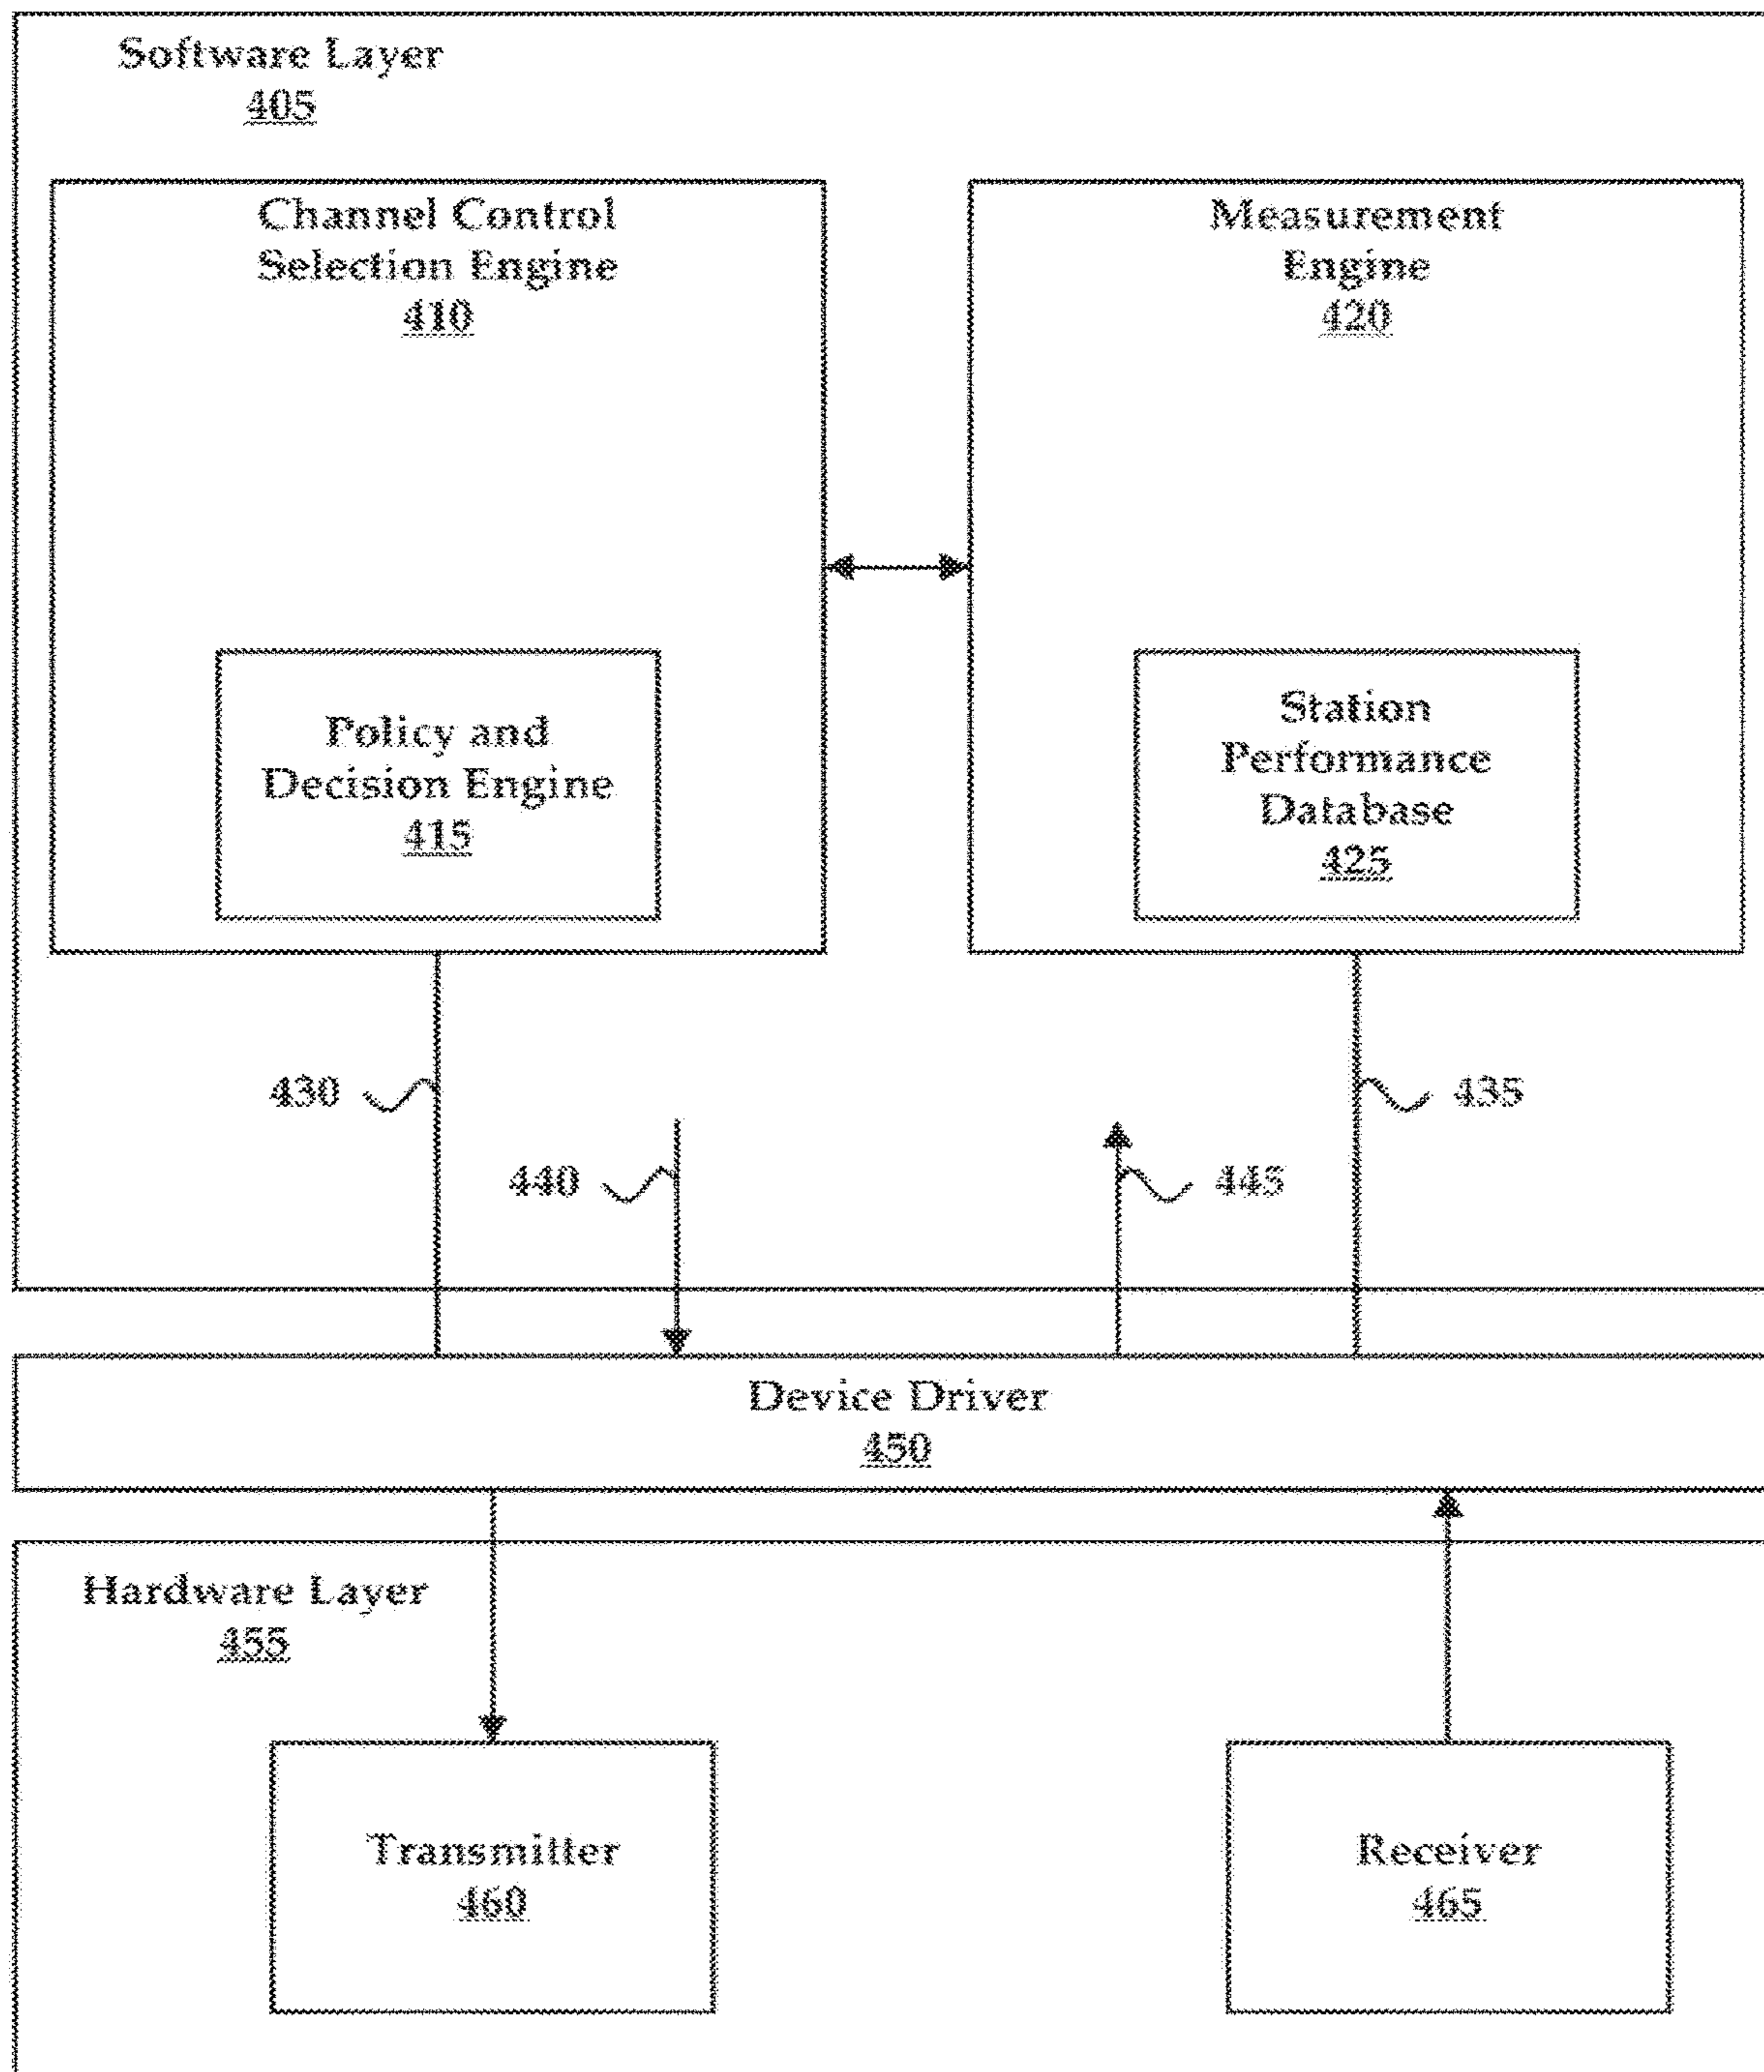 Software Layer
405
Channel Control
Selection Engine
410
Measurement
Engine
420
Policy and
Decision Engine
415
Station
Performance
Database
425
430
435
440
445
Device Driver
450
Hardware Layer
455
Transmitter
460
Receiver
465